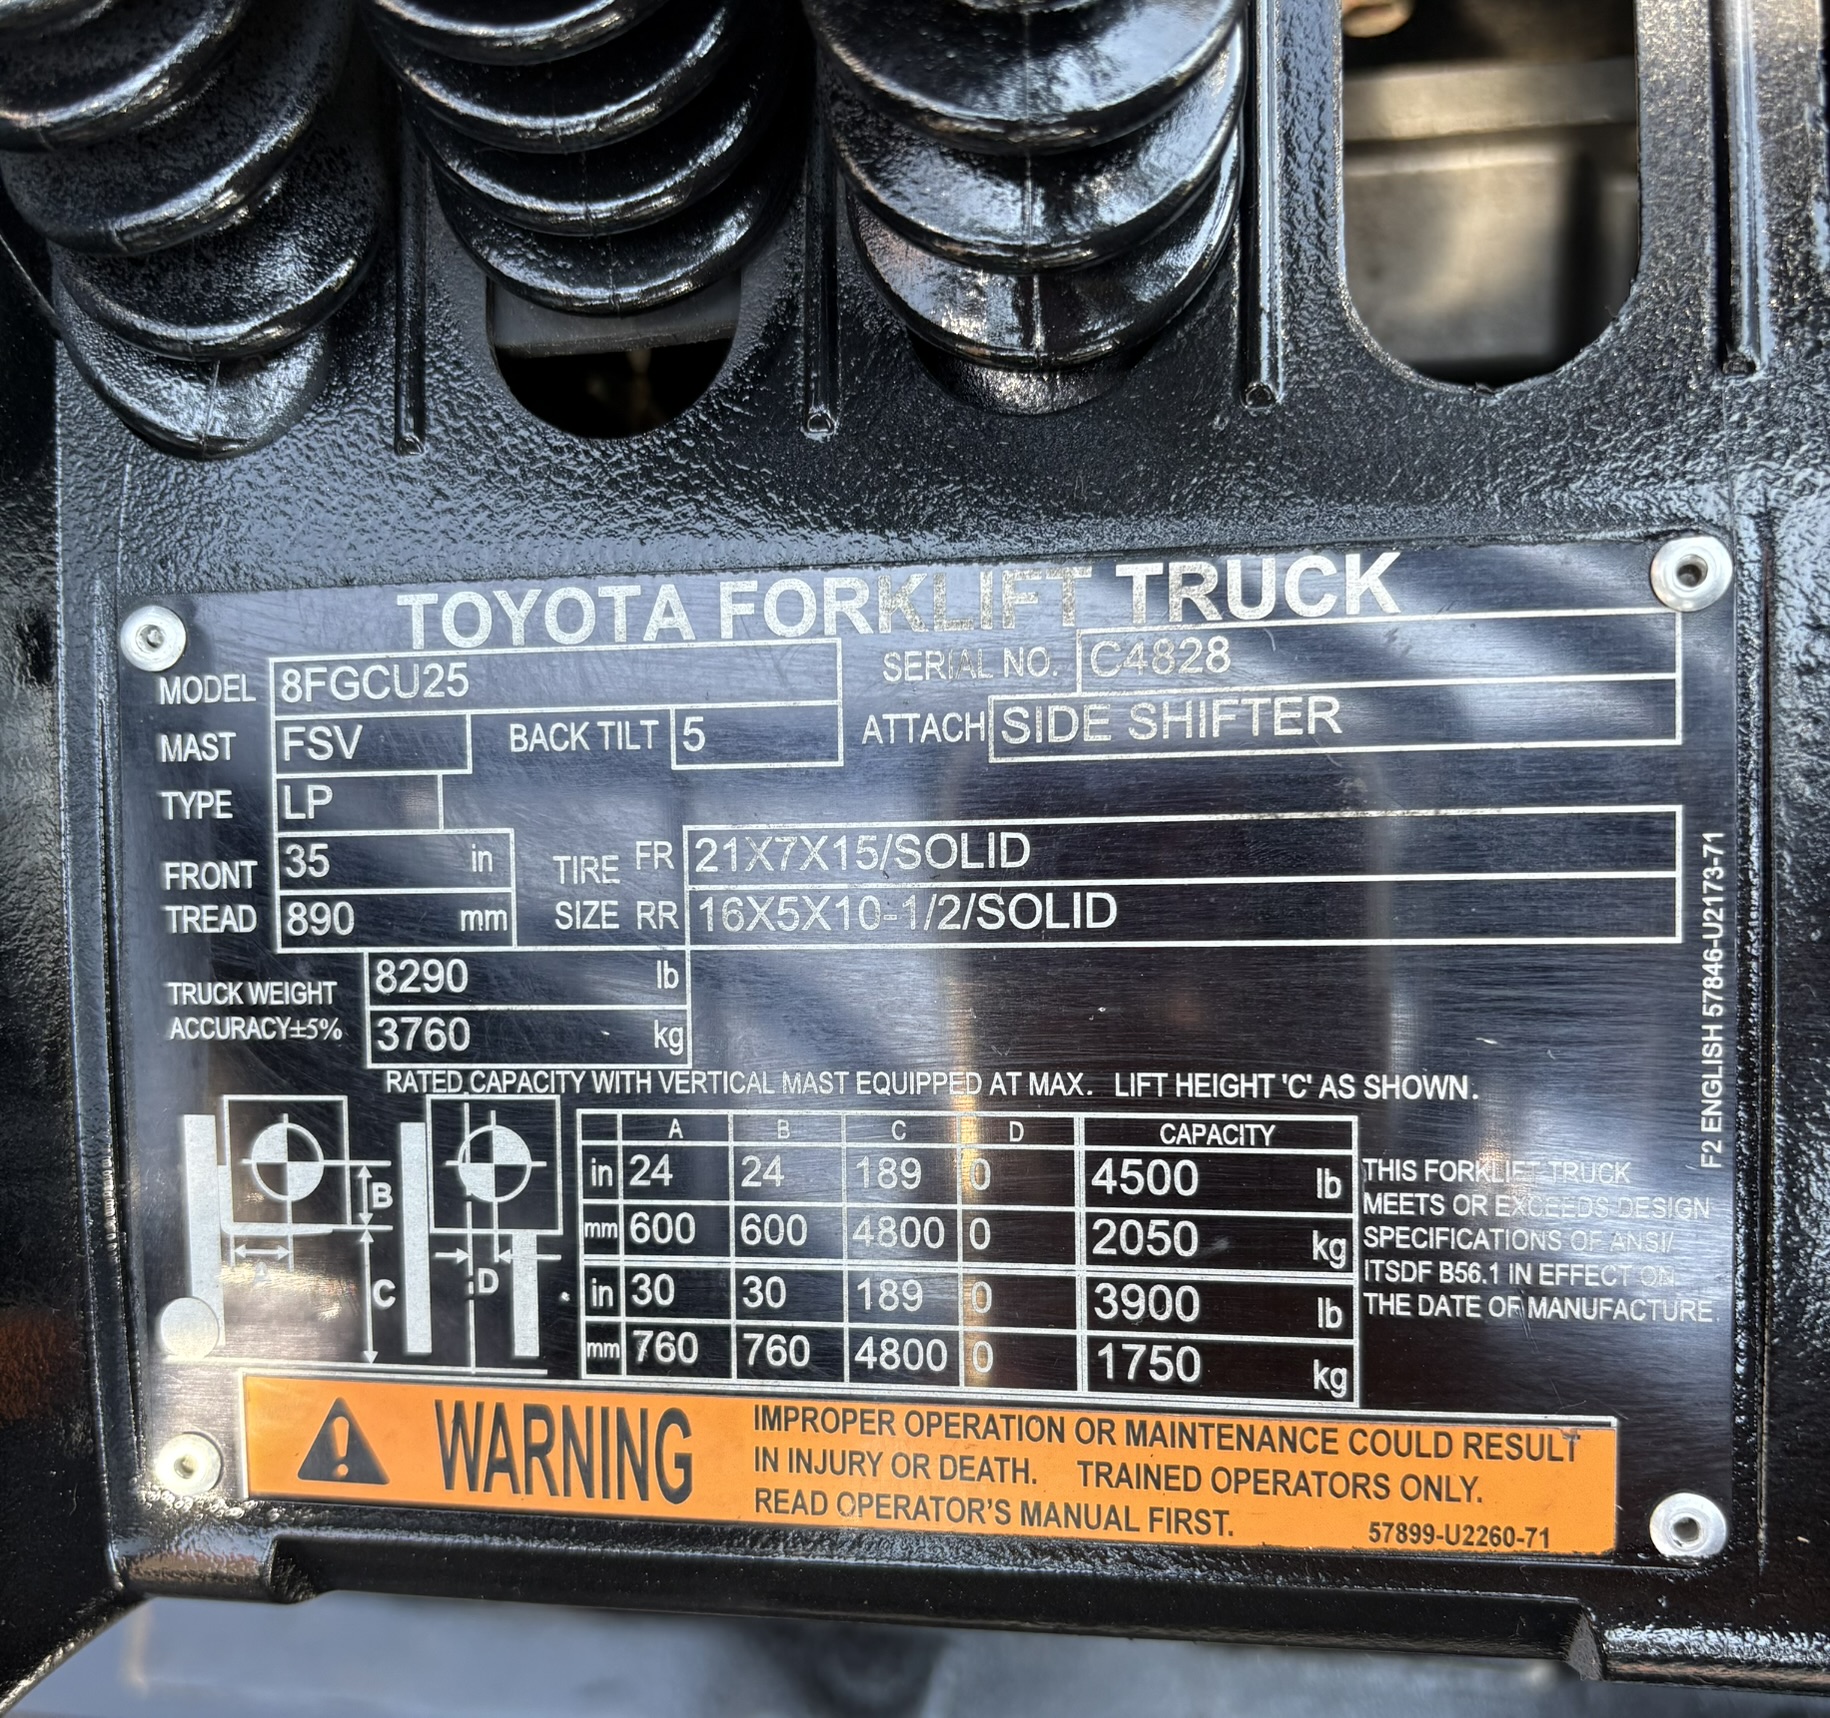 TOYOTA FORKLIFT TRUCK
MODEL 8FGCU25 SERIAL NO. C4828
MAST FSV BACK TILT 5 ATTACH SIDE SHIFTER
TYPE LP
FRONT TREAD 35 in TIRE SIZE FR 21X7X15/SOLID
890 mm RR 16X5X10-1/2/SOLID
TRUCK WEIGHT 8290 lb
ACCURACY±5% 3760 kg
RATED CAPACITY WITH VERTICAL MAST EQUIPPED AT MAX. LIFT HEIGHT 'C' AS SHOWN.
A B C D CAPACITY
in 24 24 189 0 4500 lb
mm 600 600 4800 0 2050 kg
in 30 30 189 0 3900 lb
mm 760 760 4800 0 1750 kg
B
A
C
D
THIS FORKLIFT TRUCK
MEETS OR EXCEEDS DESIGN
SPECIFICATIONS OF ANSI/
ITSDF B56.1 IN EFFECT ON
THE DATE OF MANUFACTURE.
F2 ENGLISH 57846-U2173-71
WARNING
IMPROPER OPERATION OR MAINTENANCE COULD RESULT
IN INJURY OR DEATH. TRAINED OPERATORS ONLY.
READ OPERATOR'S MANUAL FIRST.
57899-U2260-71